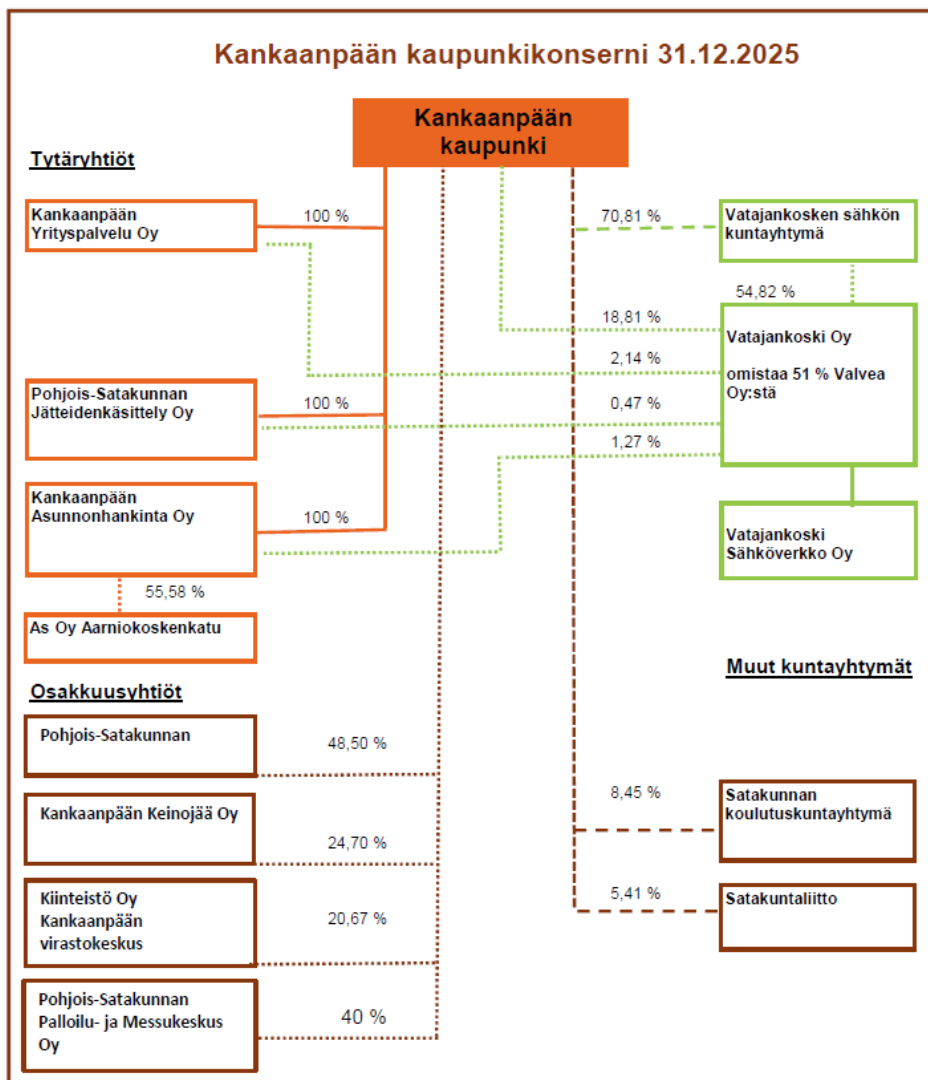 Kankaanpään kaupunkikonserni 31.12.2025
Kankaanpään
kaupunki
Tytäryhtiöt
Kankaanpään
Yrityspalvelu Oy
100 %
70,81 %
Vatajankosken sähkön
kuntayhtymä
54,82 %
18,81 %
Vatajankoski Oy
2,14 %
omistaa 51 % Valvea
Oy:stä
Pohjois-Satakunnan
Jätteidenkäsittely Oy
100 %
0,47 %
1,27 %
Kankaanpään
Asunnonhankinta Oy
100 %
Vatajankoski
Sähköverkko Oy
55,58 %
As Oy Aarniokoskenkatu
Osakkuusyhtiöt
Muut kuntayhtymät
Pohjois-Satakunnan
48,50 %
Kankaanpään Keinojää Oy
24,70 %
8,45 %
Satakunnan
koulutuskuntayhtymä
Kiinteistö Oy
Kankaanpään
virastokeskus
20,67 %
5,41 %
Satakuntaliitto
Pohjois-Satakunnan
Palloilu- ja Messukeskus
Oy
40 %